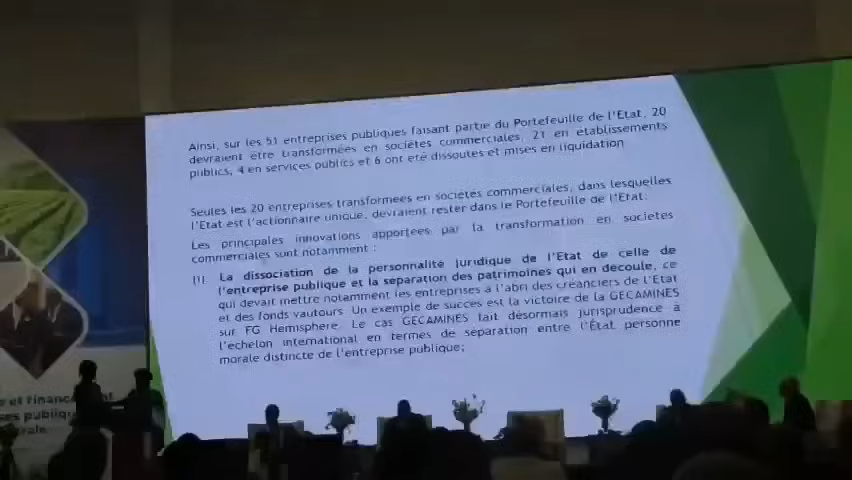 Ainsi, sur les 51 entreprises publiques faisant partie du Portefeuille de l'Etat, 20
devraient être transformées en sociétés commerciales, 21 en établissements
publics, 4 en services publics et 6 ont été dissoutes et mises en liquidation
Seules les 20 entreprises transformées en sociétés commerciales, dans lesquelles
l'Etat est l'actionnaire unique, devraient rester dans le Portefeuille de l'Etat.
Les principales innovations apportées par la transformation en sociétés
commerciales sont notamment :
(i) La dissociation de la personnalité juridique de l'Etat de celle de
l'entreprise publique et la séparation des patrimoines qui en découle, ce
qui devait mettre notamment les entreprises à l'abri des créanciers de l'Etat
et des fonds vautours. Un exemple de succès est la victoire de la GECAMINES
sur FG Hemisphere. Le cas GECAMINES fait désormais jurisprudence à
l'échelon international en termes de séparation entre l'État personne
morale distincte de l'entreprise publique;
e et financ
ses publiq
rale